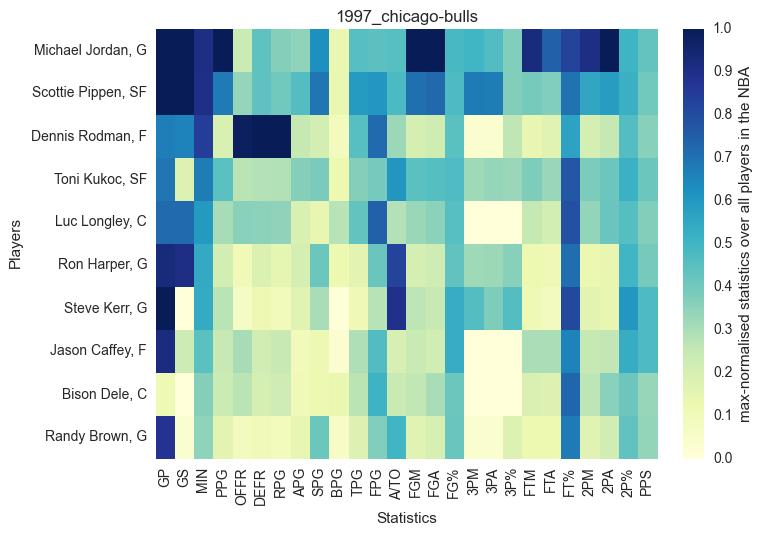 1997_chicago-bulls
Players
Michael Jordan, G
Scottie Pippen, SF
Dennis Rodman, F
Toni Kukoc, SF
Luc Longley, C
Ron Harper, G
Steve Kerr, G
Jason Caffey, F
Bison Dele, C
Randy Brown, G
GP GS MIN PPG OFFR DEFR RPG APG SPG BPG TPG FPG A/TO FGM FGA FG% 3PM 3PA 3P% FTM FTA FT% 2PM 2PA 2P% PPS
Statistics
1.0
0.9
0.8
0.7
0.6
0.5
0.4
0.3
0.2
0.1
0.0
max-normalised statistics over all players in the NBA